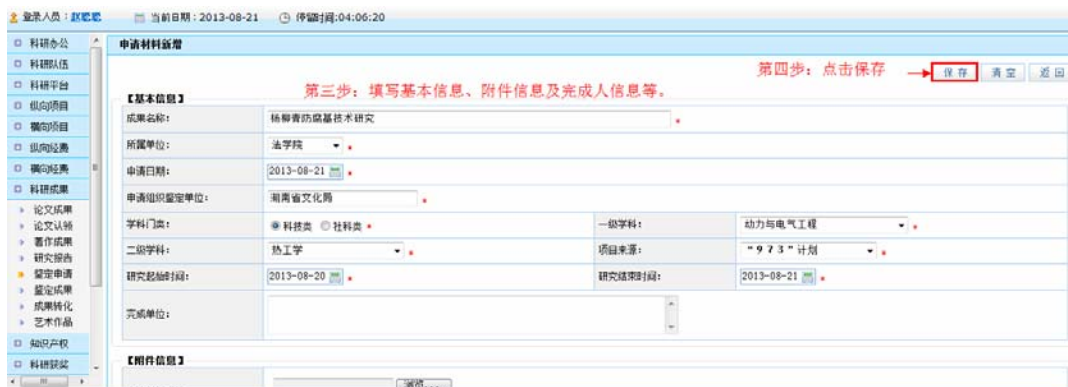 登录人员：赵聪聪 当前日期：2013-08-21 停留时间:04:06:20
科研办公
科研队伍
科研平台
纵向项目
横向项目
纵向经费
横向经费
科研成果
论文成果
论文认领
著作成果
研究报告
鉴定申请
鉴定成果
成果转化
艺术作品
知识产权
科研获奖
申请材料新增
第四步：点击保存
保存 清空 返回
第三步：填写基本信息、附件信息及完成人信息等。
【基本信息】
成果名称： 杨柳青防腐基技术研究 *
所属单位： 法学院 *
申请日期： 2013-08-21 *
申请组织鉴定单位： 湖南省文化局 *
学科门类： 科技类 社科类 * 一级学科： 动力与电气工程 *
二级学科： 热工学 * 项目来源： "973"计划 *
研究起始时间： 2013-08-20 * 研究结束时间： 2013-08-21 *
完成单位：
【附件信息】
浏览